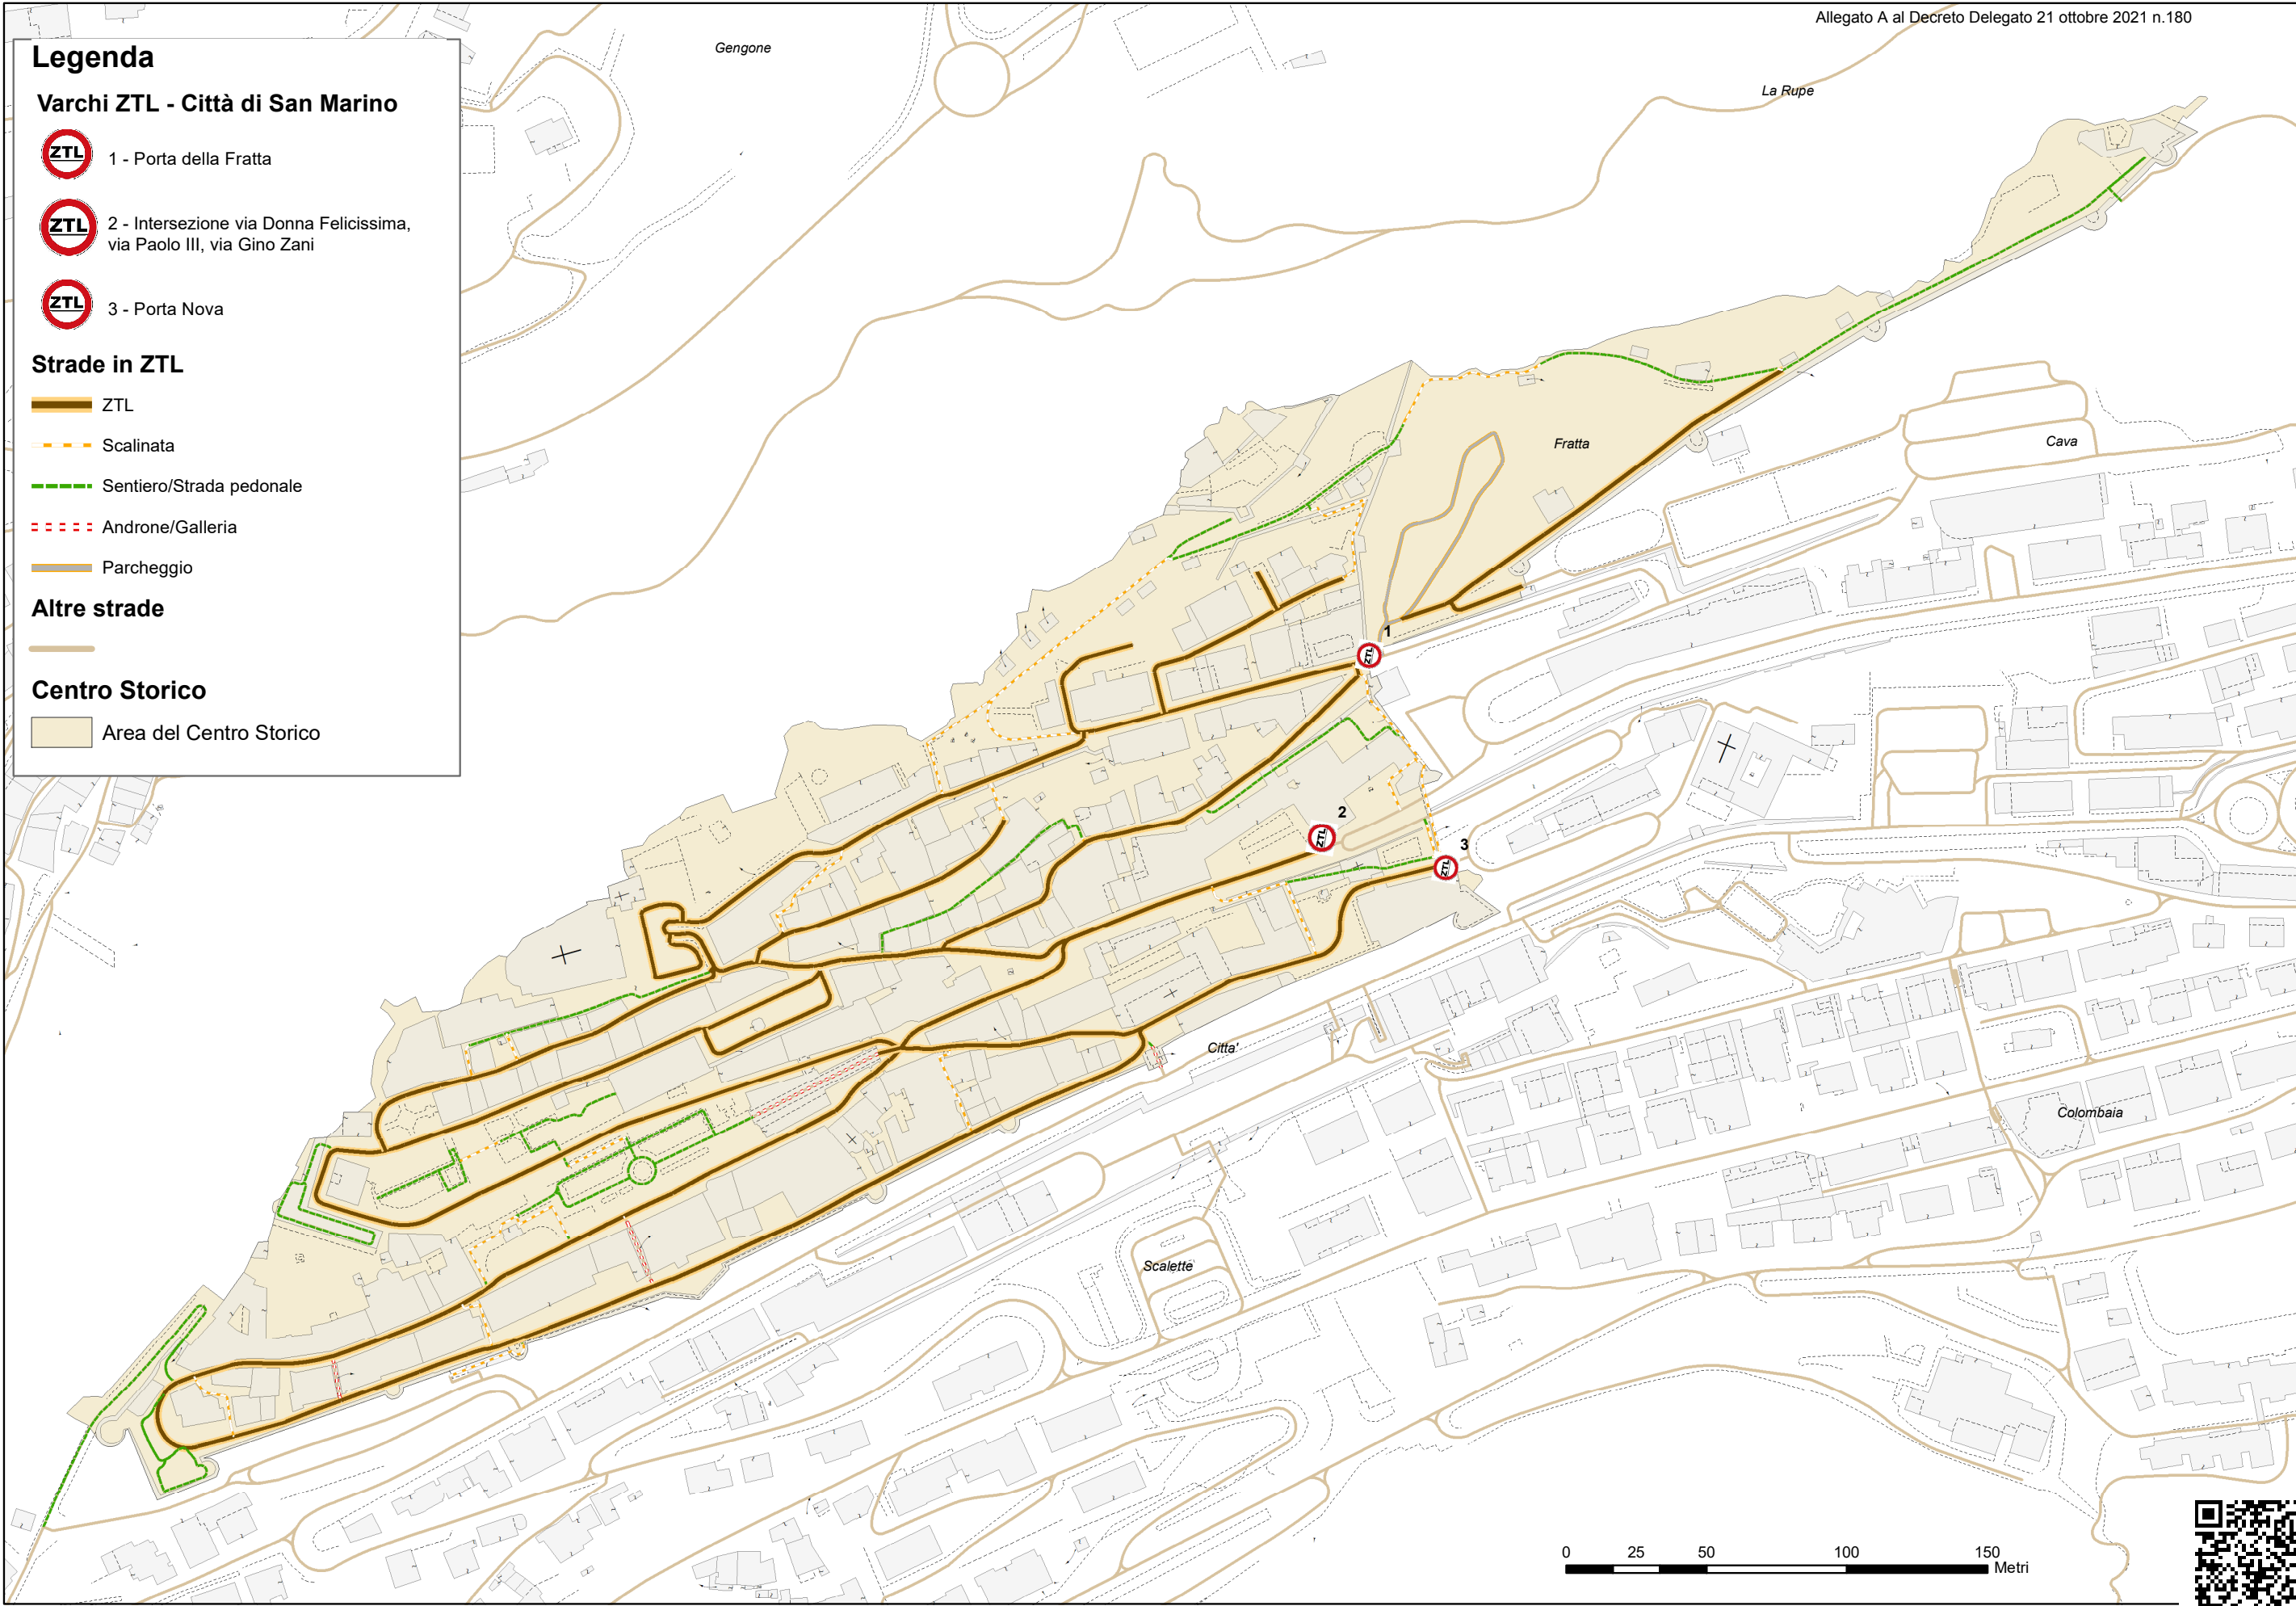 Allegato A al Decreto Delegato 21 ottobre 2021 n.180
Legenda
Varchi ZTL - Città di San Marino
ZTL
1 - Porta della Fratta
ZTL
2 - Intersezione via Donna Felicissima,
via Paolo III, via Gino Zani
ZTL
3 - Porta Nova
Strade in ZTL
ZTL
Scalinata
Sentiero/Strada pedonale
Androne/Galleria
Parcheggio
Altre strade
Centro Storico
Area del Centro Storico
Gengone
La Rupe
Fratta
Cava
1
ZTL
2
ZTL
3
ZTL
Citta'
Colombaia
Scalette
0 25 50 100 150
Metri